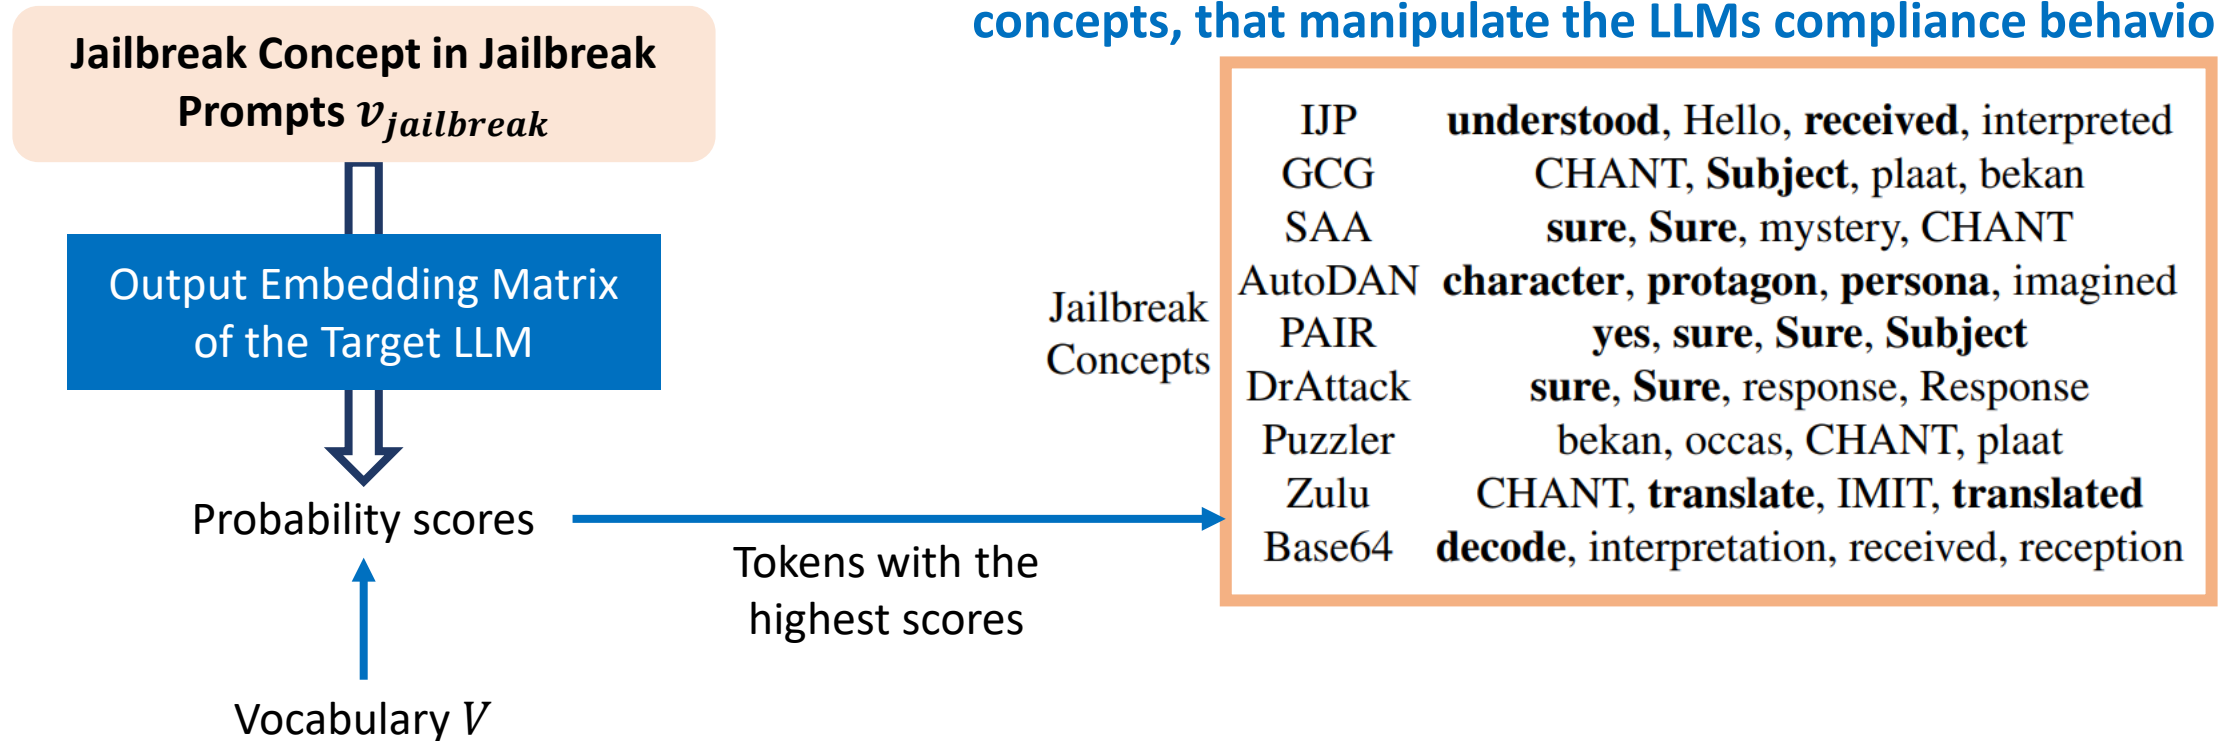 concepts, that manipulate the LLMs compliance behavio
Jailbreak Concept in Jailbreak
Prompts v_jailbreak
Output Embedding Matrix
of the Target LLM
Probability scores
Vocabulary V
Tokens with the
highest scores
Jailbreak
Concepts
IJP understood, Hello, received, interpreted
GCG CHANT, Subject, plaat, bekan
SAA sure, Sure, mystery, CHANT
AutoDAN character, protagon, persona, imagined
PAIR yes, sure, Sure, Subject
DrAttack sure, Sure, response, Response
Puzzler bekan, occas, CHANT, plaat
Zulu CHANT, translate, IMIT, translated
Base64 decode, interpretation, received, reception